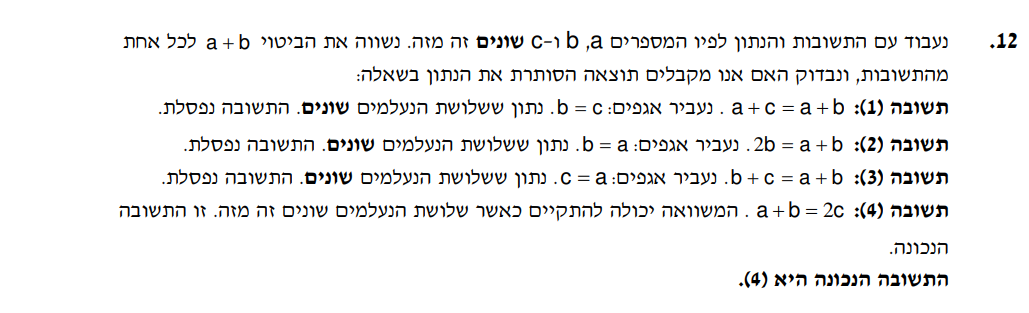 12. נעבוד עם התשובות והנתון לפיו המספרים a, b ו-c שונים זה מזה. נשווה את הביטוי a + b לכל אחת
מהתשובות, ונבדוק האם אנו מקבלים תוצאה הסותרת את הנתון בשאלה:
תשובה (1): a + c = a + b . נעביר אגפים: b = c. נתון ששלושת הנעלמים שונים. התשובה נפסלת.
תשובה (2): 2b = a + b. נעביר אגפים: b = a. נתון ששלושת הנעלמים שונים. התשובה נפסלת.
תשובה (3): b + c = a + b. נעביר אגפים: c = a. נתון ששלושת הנעלמים שונים. התשובה נפסלת.
תשובה (4): a + b = 2c . המשוואה יכולה להתקיים כאשר שלושת הנעלמים שונים זה מזה. זו התשובה
הנכונה.
התשובה הנכונה היא (4).